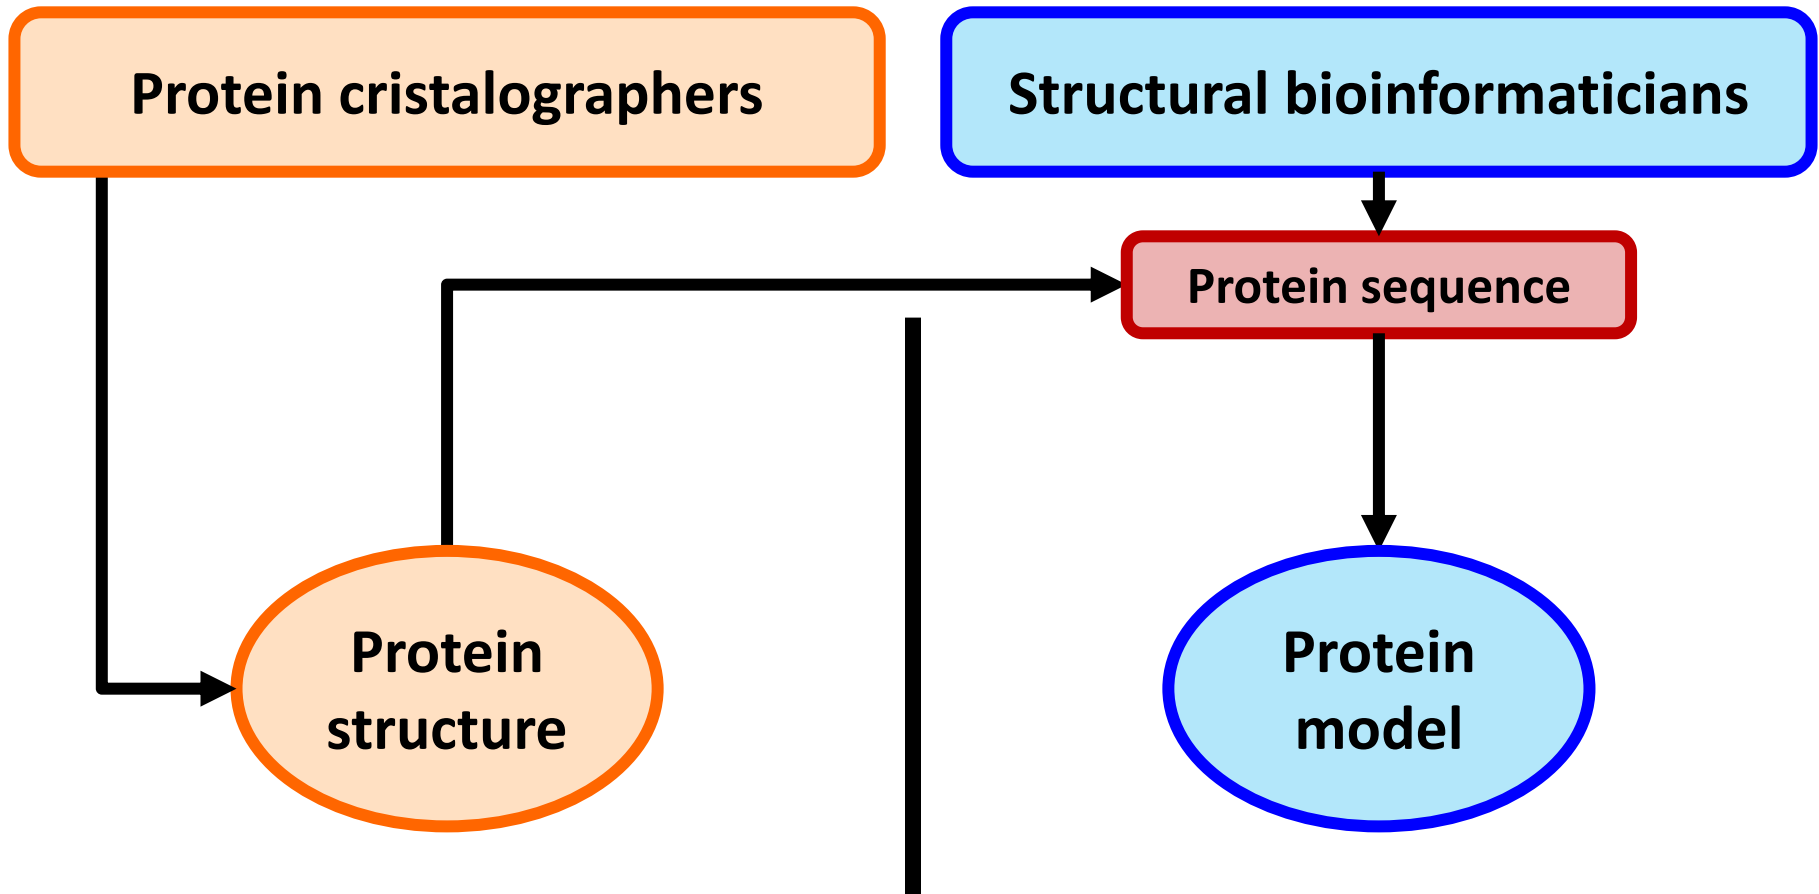 Protein cristalographers
Structural bioinformaticians
Protein sequence
Protein
structure
Protein
model